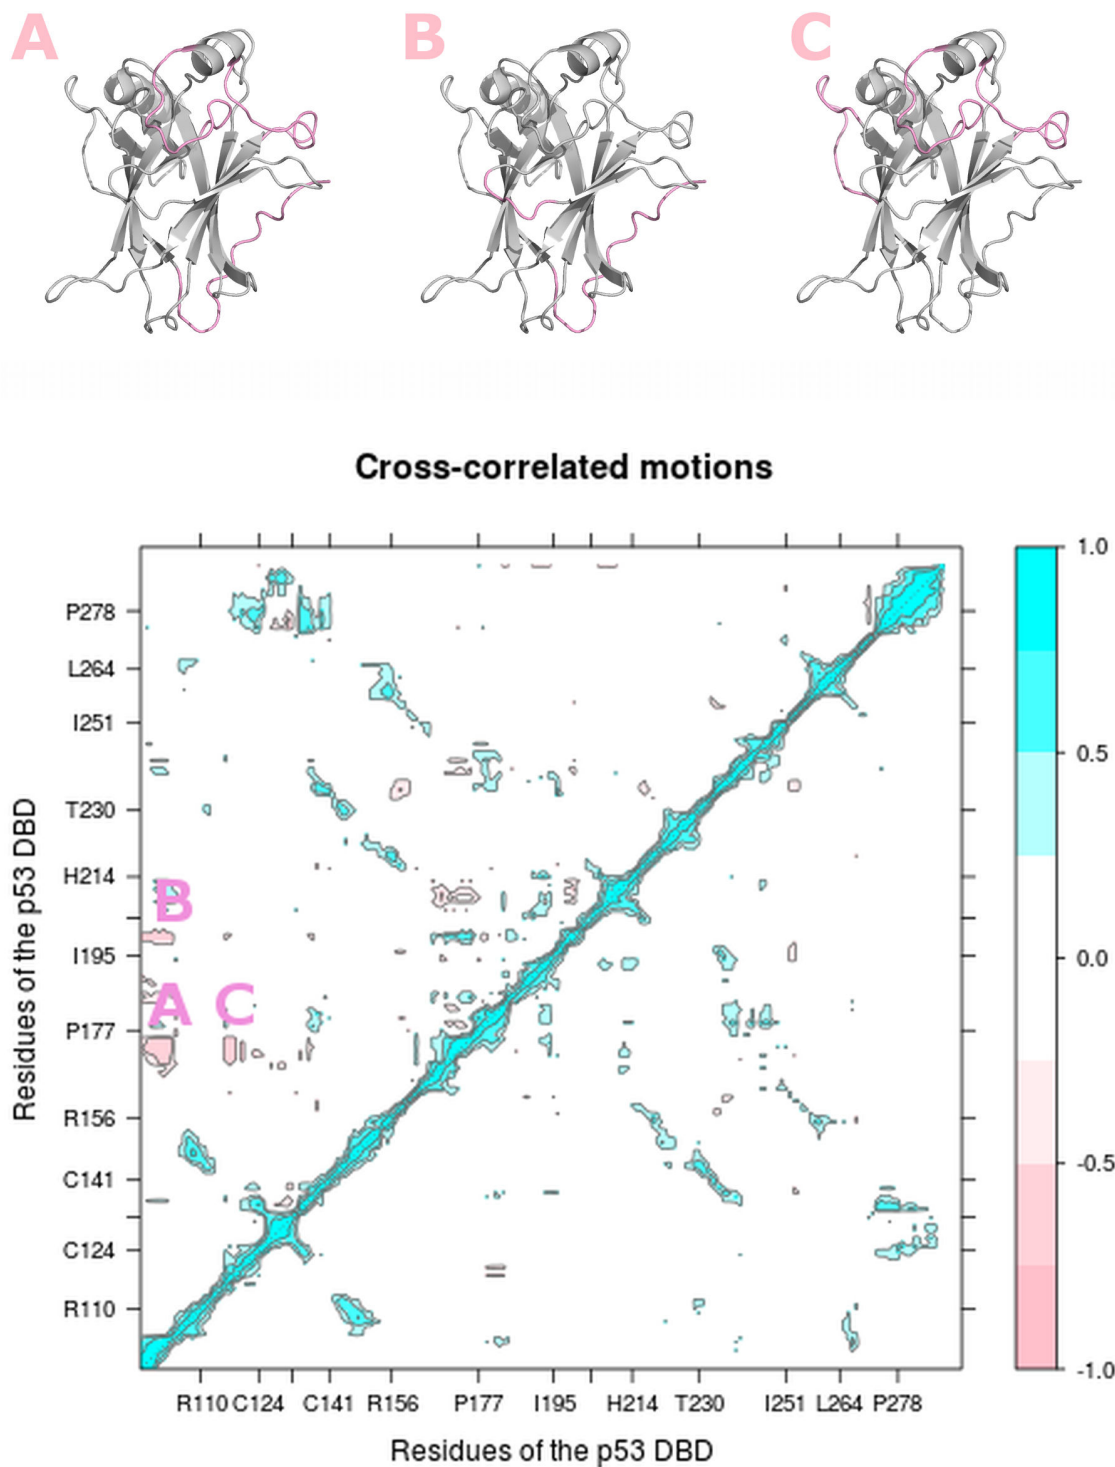 A B C
Cross-correlated motions
1.0
P278
L264
I251
0.5
T230
H214
B
I195
0.0
A C
P177
R156
-0.5
C141
C124
R110
-1.0
R110 C124 C141 R156 P177 I195 H214 T230 I251 L264 P278
Residues of the p53 DBD
Residues of the p53 DBD